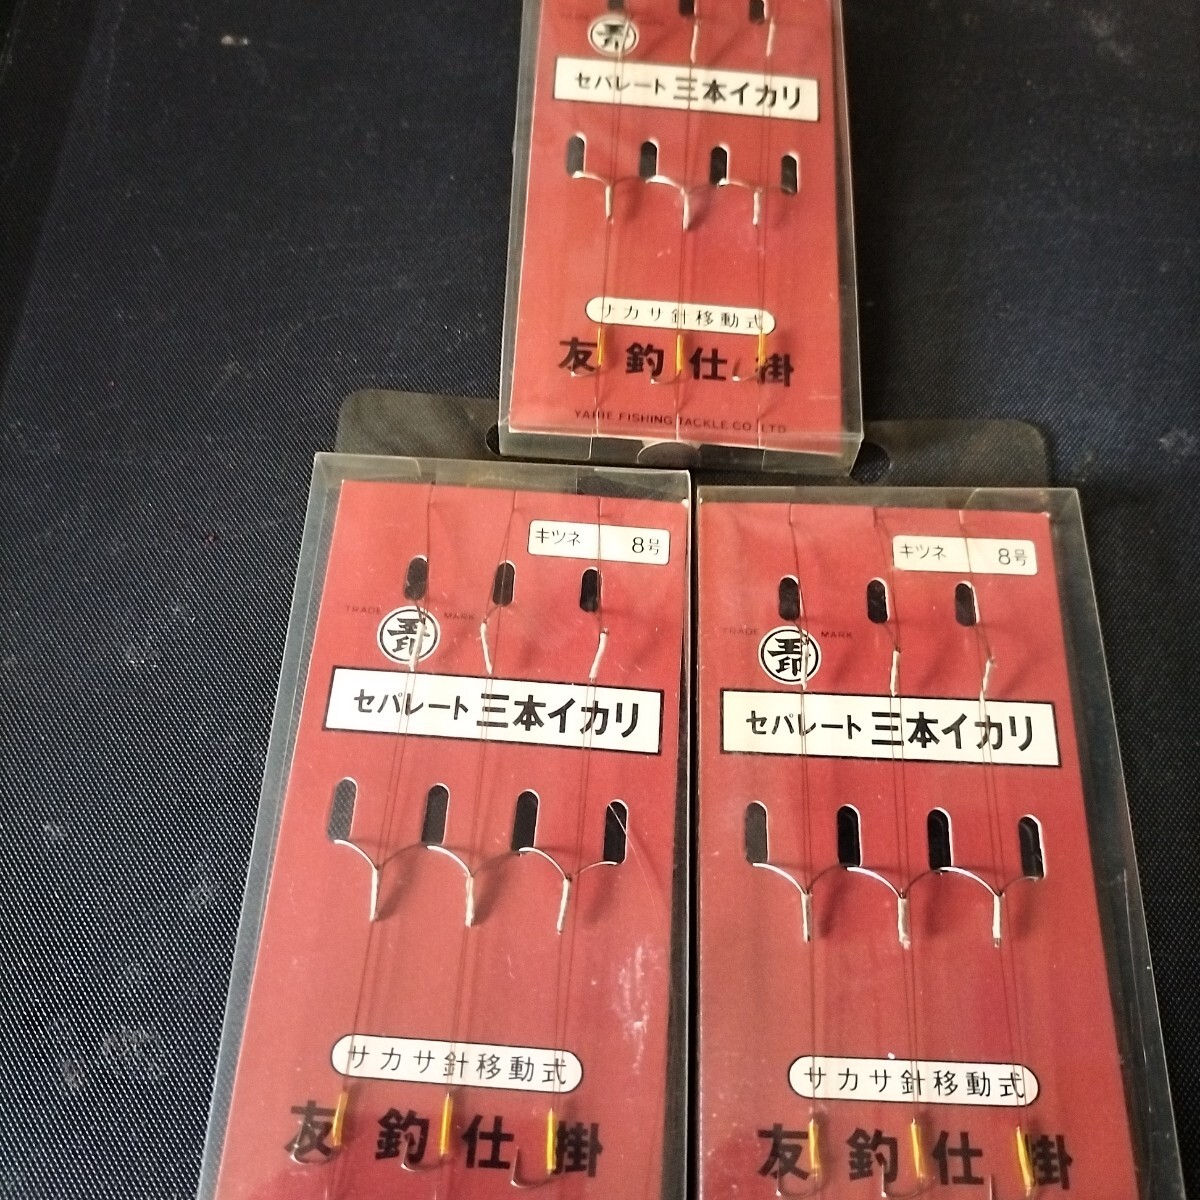 セパレート 三本イカリ
サカサ針移動式
友釣仕掛
YARIE FISHING TACKLE CO., LTD
キツネ 8号
TRADE MARK
玉印
セパレート 三本イカリ
サカサ針移動式
友釣仕掛
キツネ 8号
TRADE MARK
玉印
セパレート 三本イカリ
サカサ針移動式
友釣仕掛